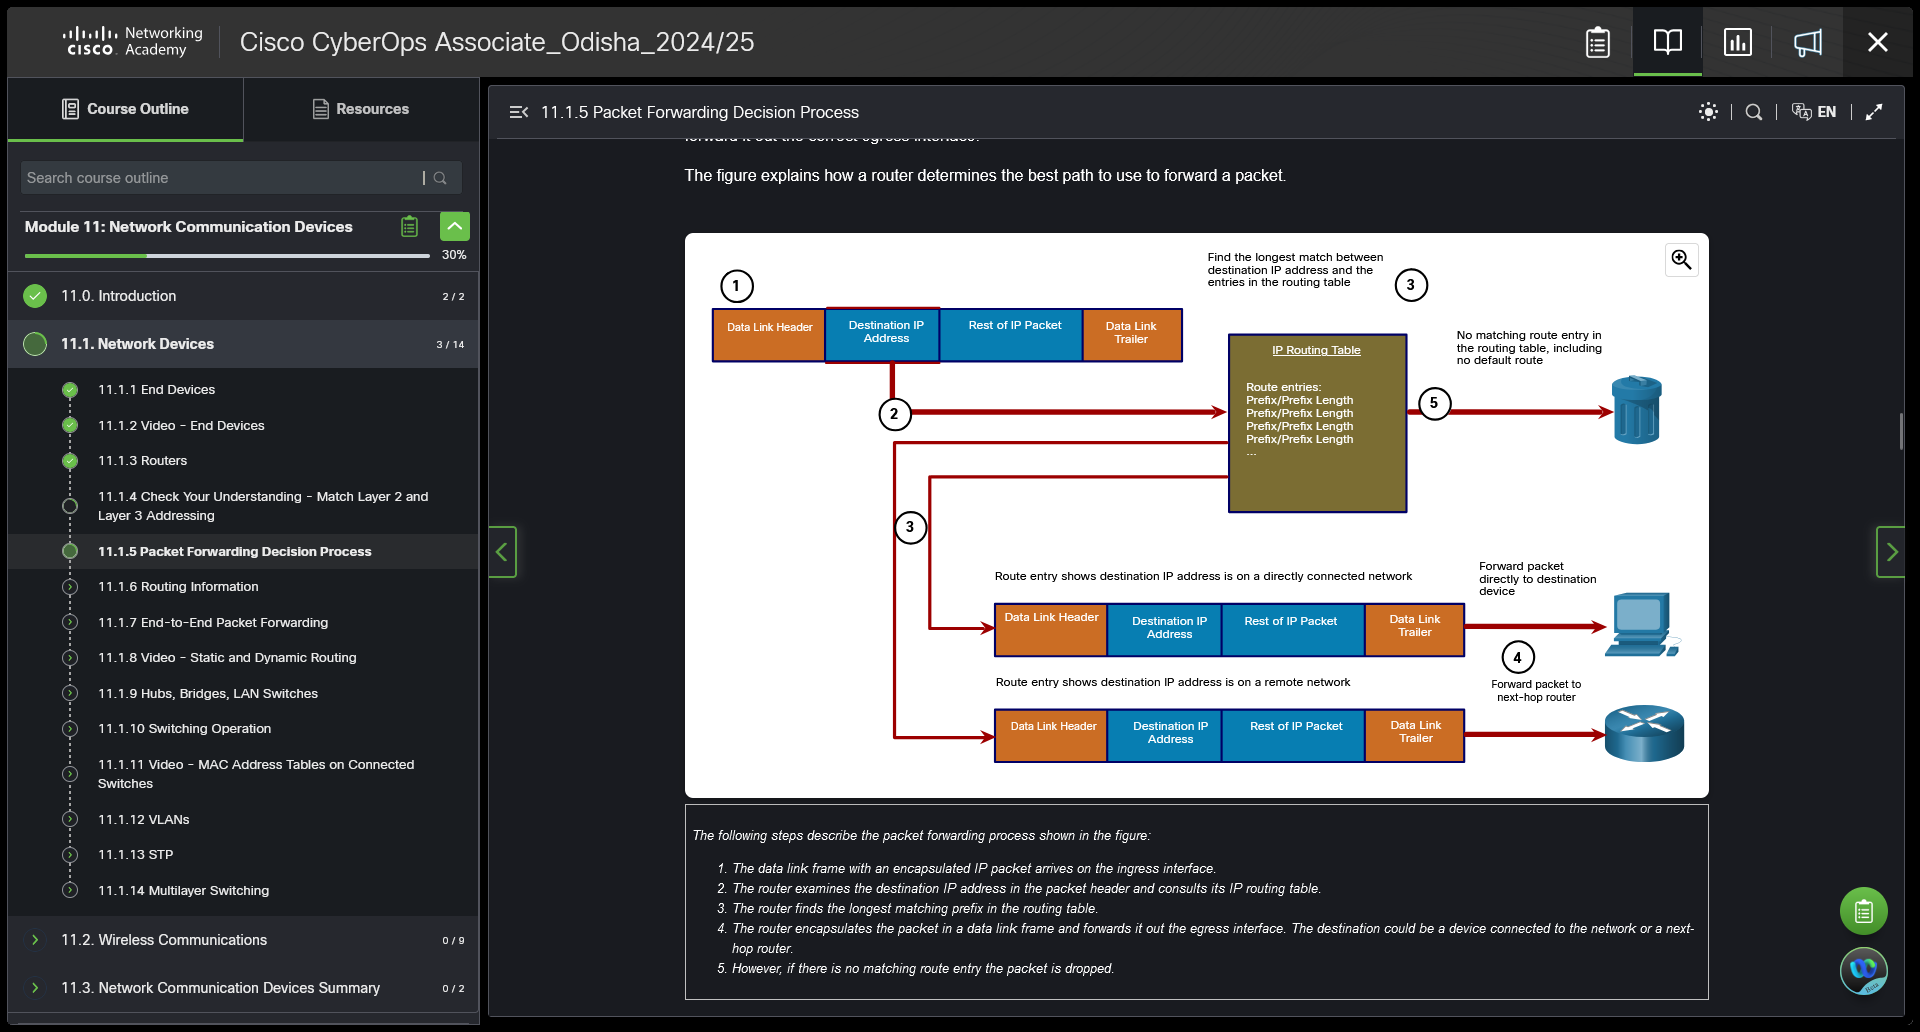 Networking
Academy
CISCO
Cisco CyberOps Associate_Odisha_2024/25
Course Outline
Resources
Search course outline
Module 11: Network Communication Devices
30%
11.0. Introduction
2 / 2
11.1. Network Devices
3 / 14
11.1.1 End Devices
11.1.2 Video - End Devices
11.1.3 Routers
11.1.4 Check Your Understanding - Match Layer 2 and
Layer 3 Addressing
11.1.5 Packet Forwarding Decision Process
11.1.6 Routing Information
11.1.7 End-to-End Packet Forwarding
11.1.8 Video - Static and Dynamic Routing
11.1.9 Hubs, Bridges, LAN Switches
11.1.10 Switching Operation
11.1.11 Video - MAC Address Tables on Connected
Switches
11.1.12 VLANs
11.1.13 STP
11.1.14 Multilayer Switching
11.2. Wireless Communications
0 / 9
11.3. Network Communication Devices Summary
0 / 2
11.1.5 Packet Forwarding Decision Process
EN
forward it out the correct egress interface.
The figure explains how a router determines the best path to use to forward a packet.
1
Find the longest match between
destination IP address and the
entries in the routing table
3
Data Link Header
Destination IP
Address
Rest of IP Packet
Data Link
Trailer
2
IP Routing Table
Route entries:
Prefix/Prefix Length
Prefix/Prefix Length
Prefix/Prefix Length
Prefix/Prefix Length
...
No matching route entry in
the routing table, including
no default route
5
3
Route entry shows destination IP address is on a directly connected network
Data Link Header
Destination IP
Address
Rest of IP Packet
Data Link
Trailer
Forward packet
directly to destination
device
4
Forward packet to
next-hop router
Route entry shows destination IP address is on a remote network
Data Link Header
Destination IP
Address
Rest of IP Packet
Data Link
Trailer
The following steps describe the packet forwarding process shown in the figure:
1. The data link frame with an encapsulated IP packet arrives on the ingress interface.
2. The router examines the destination IP address in the packet header and consults its IP routing table.
3. The router finds the longest matching prefix in the routing table.
4. The router encapsulates the packet in a data link frame and forwards it out the egress interface. The destination could be a device connected to the network or a next-
hop router.
5. However, if there is no matching route entry the packet is dropped.
Beta